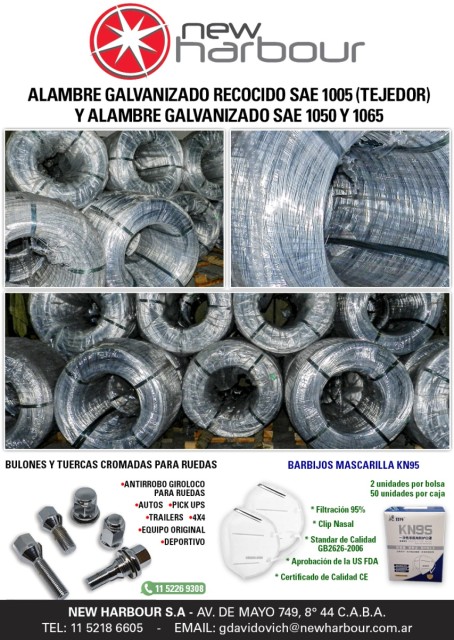 new
harbour
ALAMBRE GALVANIZADO RECOCIDO SAE 1005 (TEJEDOR)
Y ALAMBRE GALVANIZADO SAE 1050 Y 1065
BULONES Y TUERCAS CROMADAS PARA RUEDAS
•ANTIRROBO GIROLOCO
PARA RUEDAS
•AUTOS •PICK UPS
•TRAILERS •4X4
•EQUIPO ORIGINAL
•DEPORTIVO
11 5226 9308
BARBIJOS MASCARILLA KN95
2 unidades por bolsa
50 unidades por caja
* Filtración 95%
* Clip Nasal
* Standar de Calidad
GB2626-2006
* Aprobación de la US FDA
* Certificado de Calidad CE
KN95
NEW HARBOUR S.A - AV. DE MAYO 749, 8º 44 C.A.B.A.
TEL: 11 5218 6605 - EMAIL: gdavidovich@newharbour.com.ar